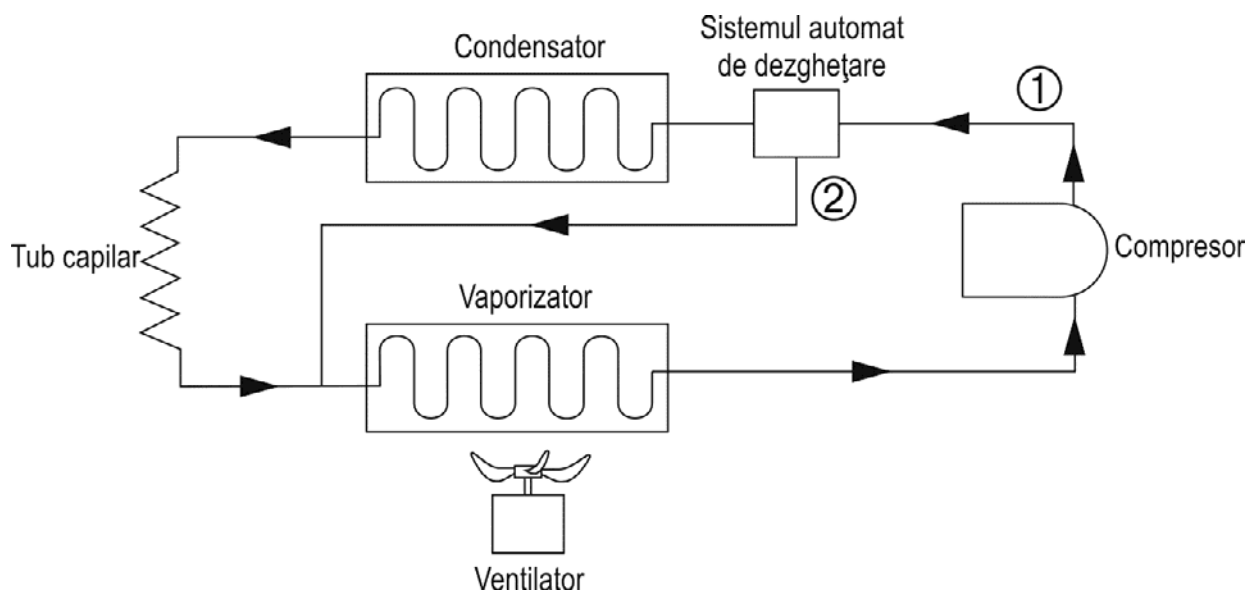 Sistemul automat
de dezgheţare
Condensator
①
②
Tub capilar
Compresor
Vaporizator
Ventilator